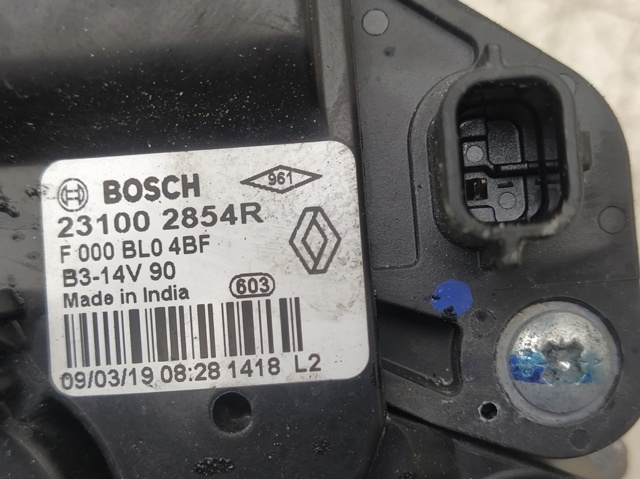 BOSCH 961
23100 2854R
F 000 BL0 4BF
B3-14V 90
Made in India 603
09/03/19 08:28 1418 L2